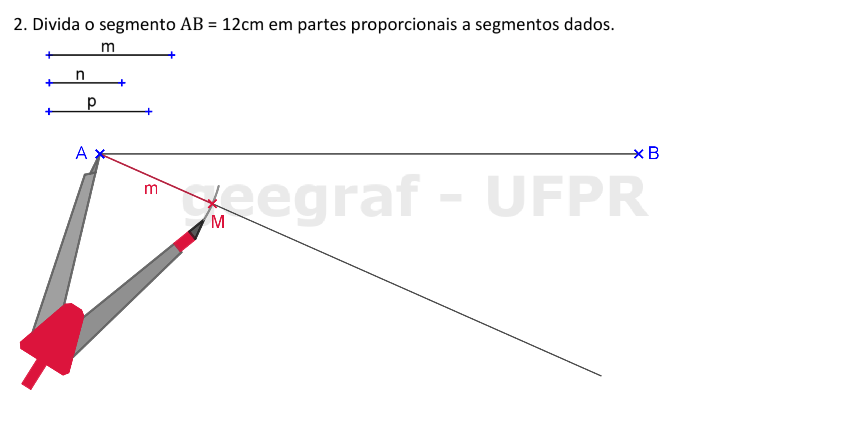 2. Divida o segmento AB = 12cm em partes proporcionais a segmentos dados.
m
n
p
A
B
m
geegraf - UFPR
M